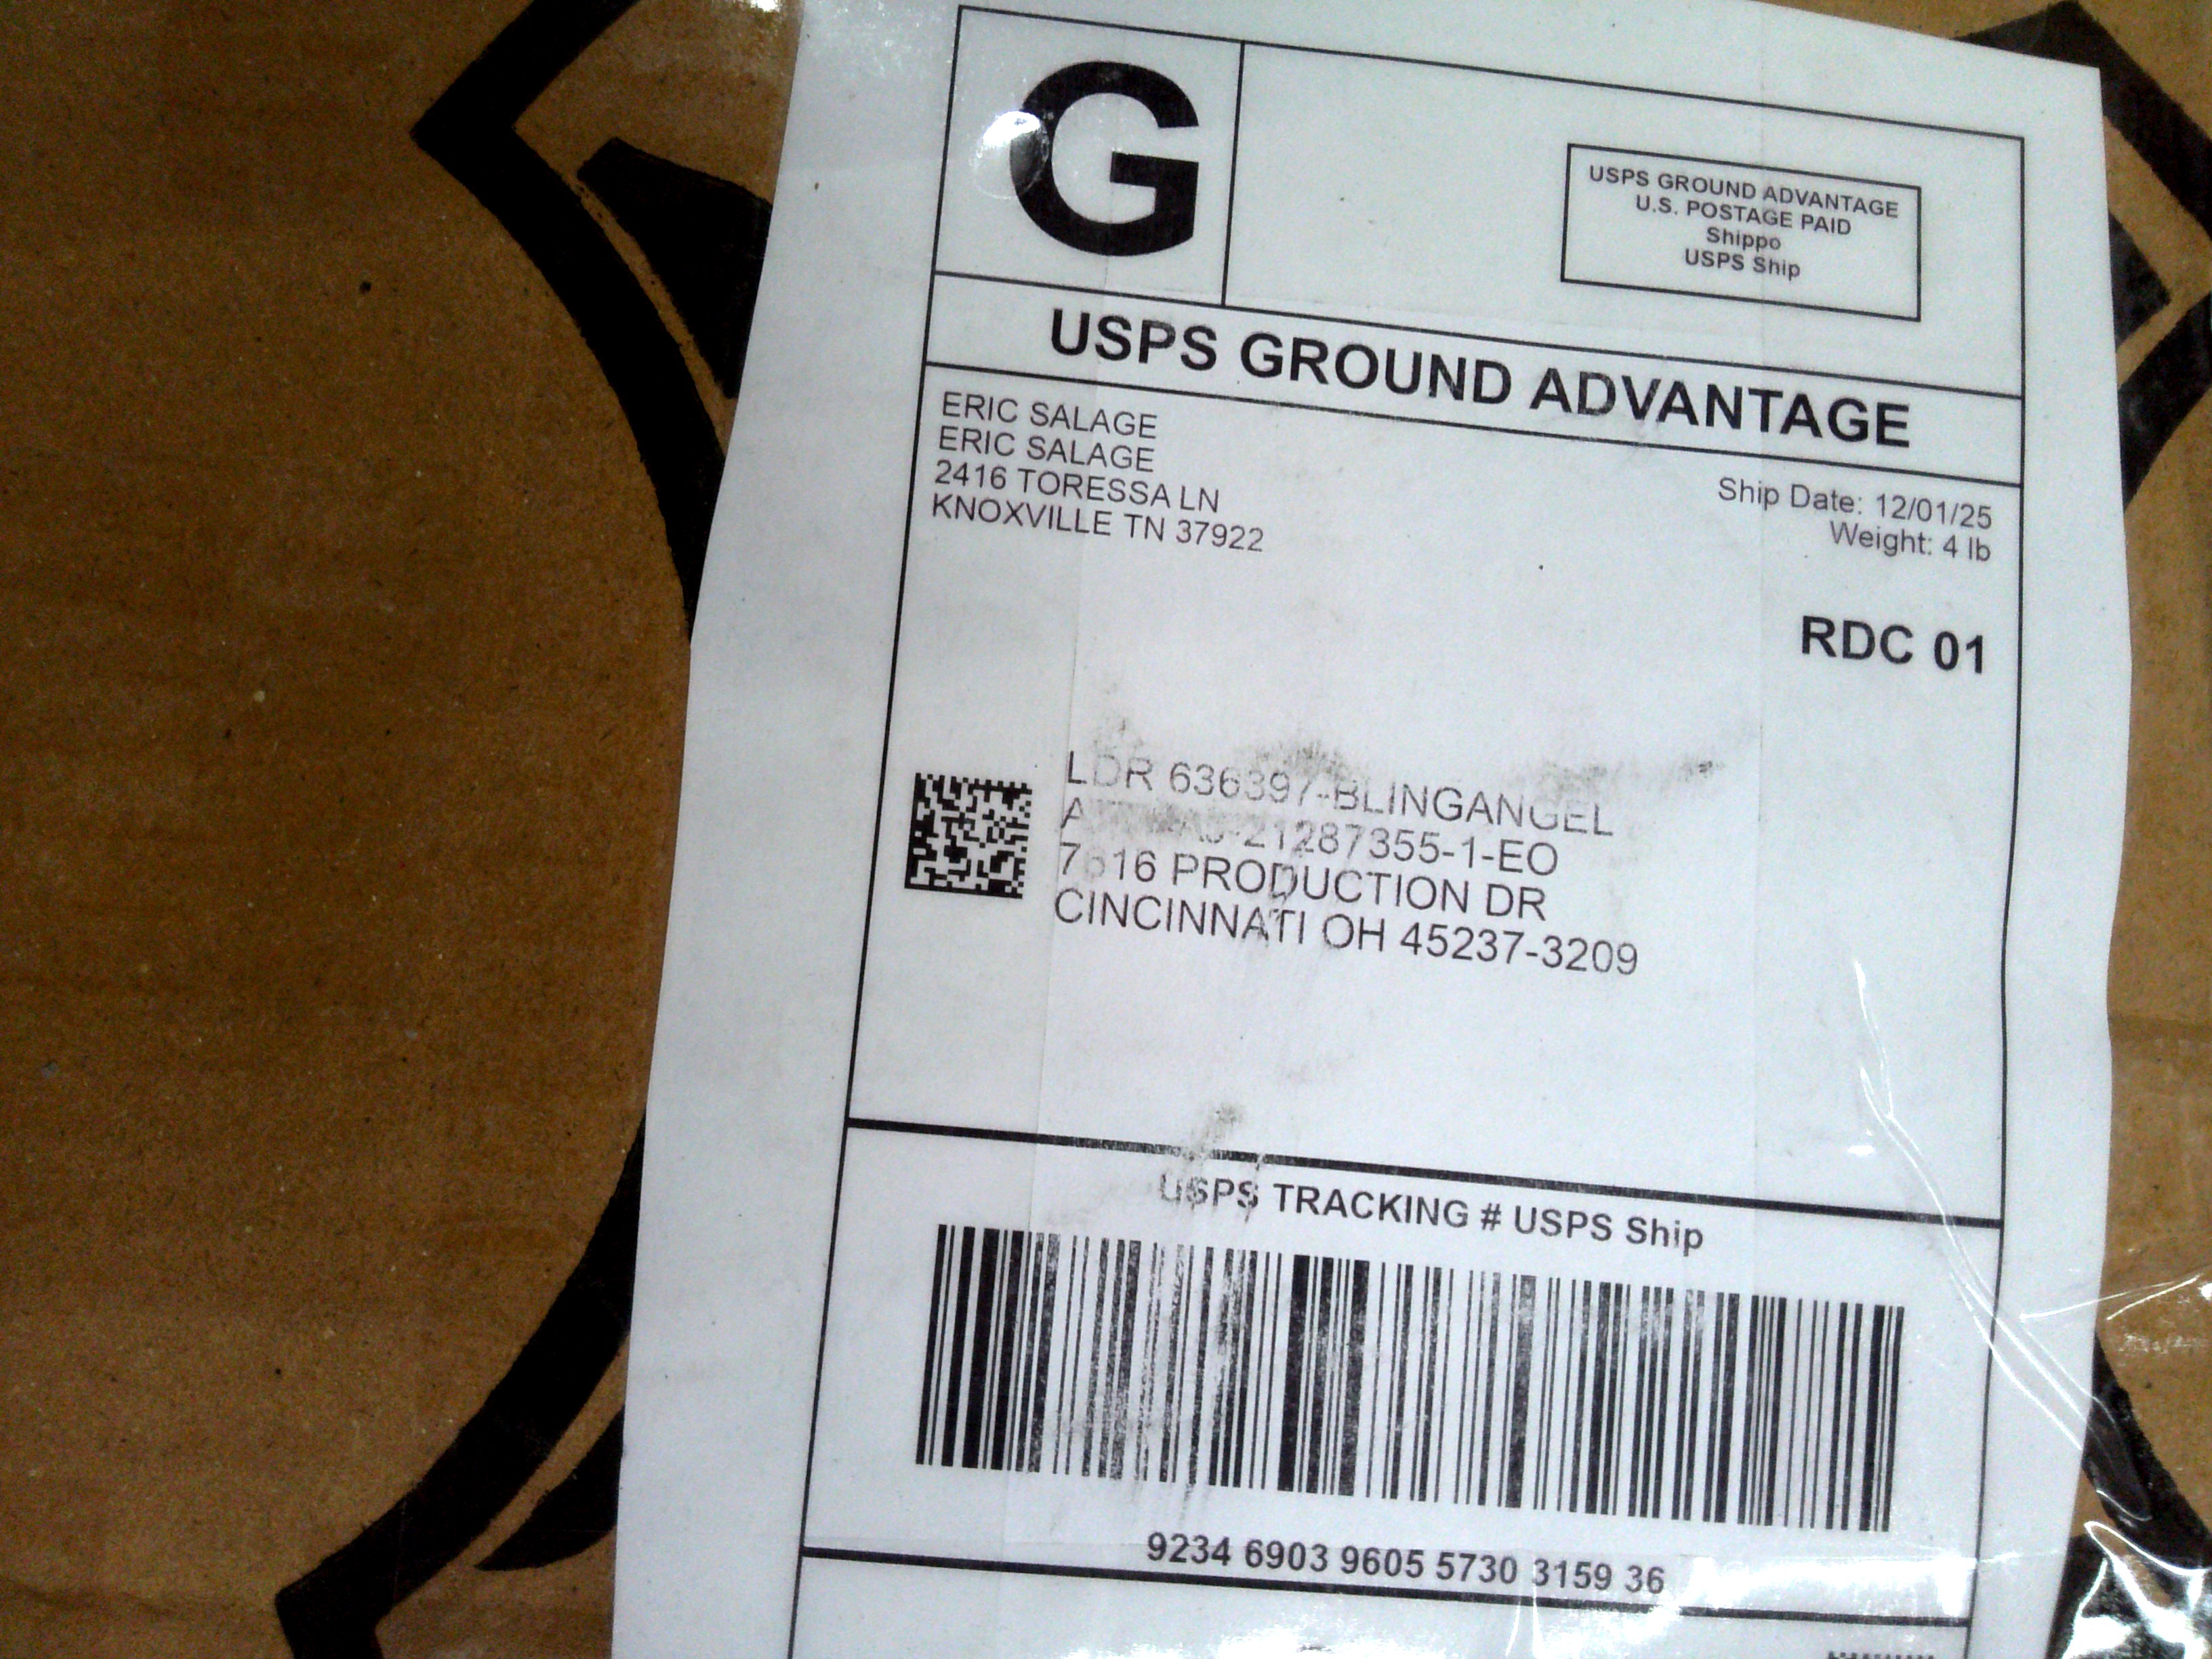 G
USPS GROUND ADVANTAGE
U.S. POSTAGE PAID
Shippo
USPS Ship
USPS GROUND ADVANTAGE
ERIC SALAGE
ERIC SALAGE
2416 TORESSA LN
KNOXVILLE TN 37922
Ship Date: 12/01/25
Weight: 4 lb
RDC 01
LDR 636397-BLINGANGEL
21287355-1-EO
PRODUCTION DR
CINCINNATI OH 45237-3209
USPS TRACKING # USPS Ship
9234 6903 9605 5730 3159 36